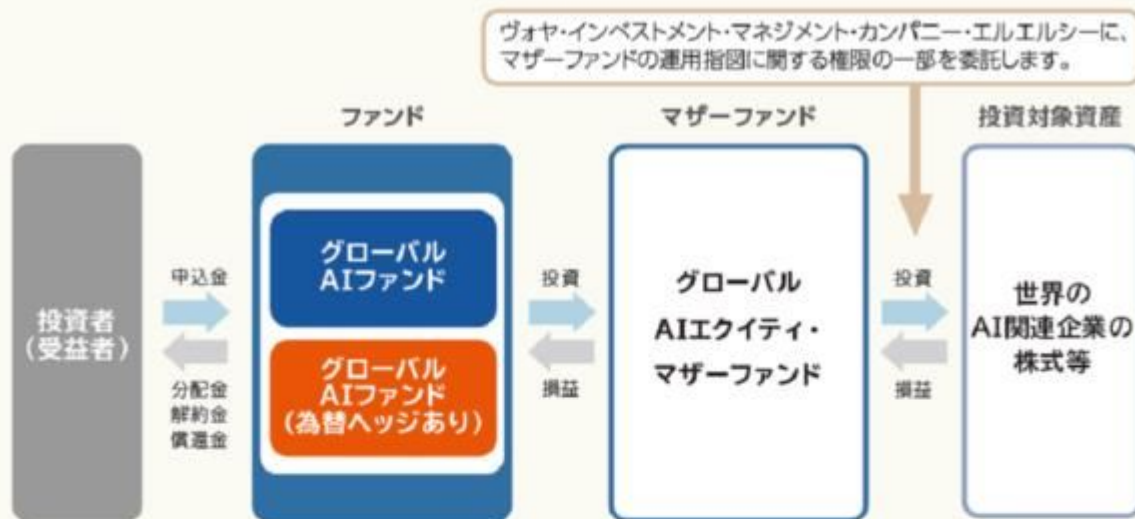 ヴォヤ・インベストメント・マネジメント・カンパニー・エルエルシーに、
マザーファンドの運用指図に関する権限の一部を委託します。
ファンド
マザーファンド
投資対象資産
投資者
(受益者)
申込金
分配金
解約金
償還金
グローバル
AIファンド
グローバル
AIファンド
(為替ヘッジあり)
投資
損益
グローバル
AIエクイティ・
マザーファンド
投資
損益
世界の
AI関連企業の
株式等